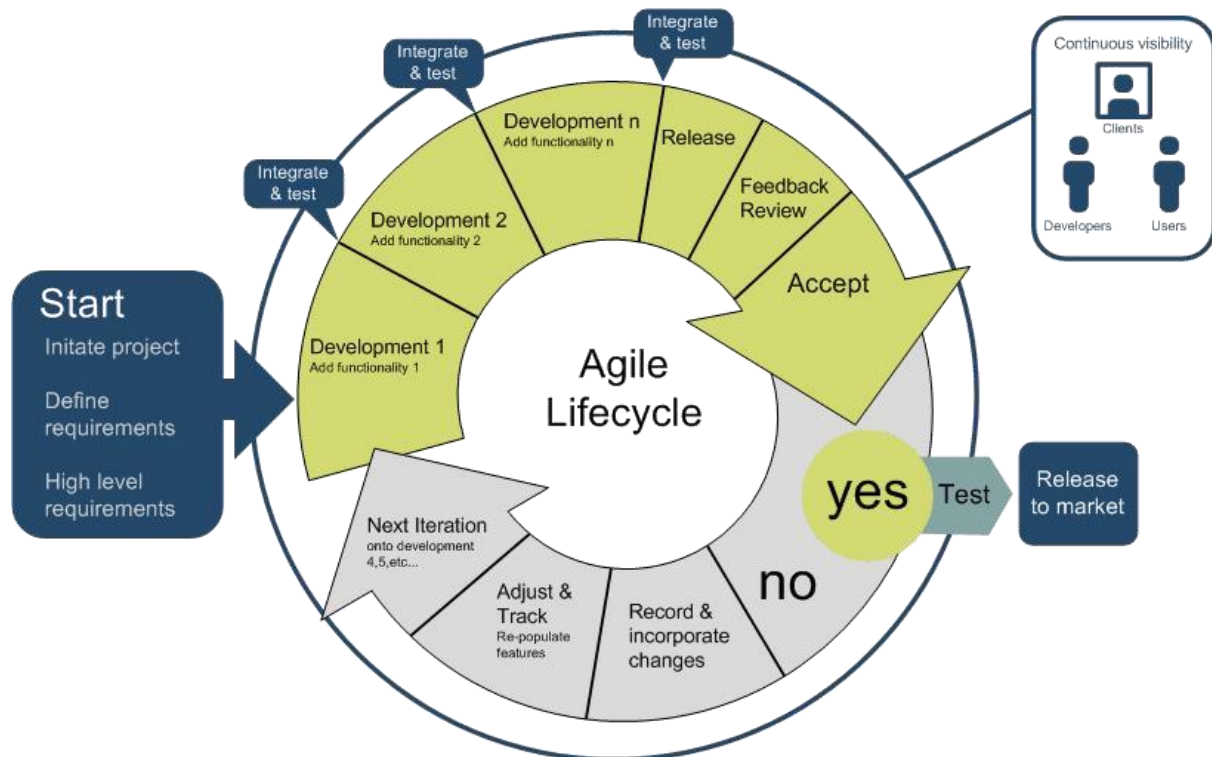 Start
Initate project
Define
requirements
High level
requirements
Integrate
& test
Integrate
& test
Integrate
& test
Development 1
Add functionality 1
Development 2
Add functionality 2
Development n
Add functionality n
Release
Feedback
Review
Accept
Agile
Lifecycle
yes
Test
Release
to market
no
Record &
incorporate
changes
Adjust &
Track
Re-populate
features
Next Iteration
onto development
4,5,etc...
Continuous visibility
Clients
Developers
Users